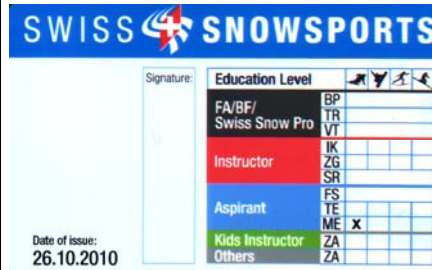 SWISS SNOWSPORTS
Signature:
Education Level
FA/BF/
Swiss Snow Pro
BP
TR
VT
Instructor
IK
ZG
SR
Aspirant
FS
TE
ME x
Kids Instructor ZA
Others ZA
Date of issue:
26.10.2010